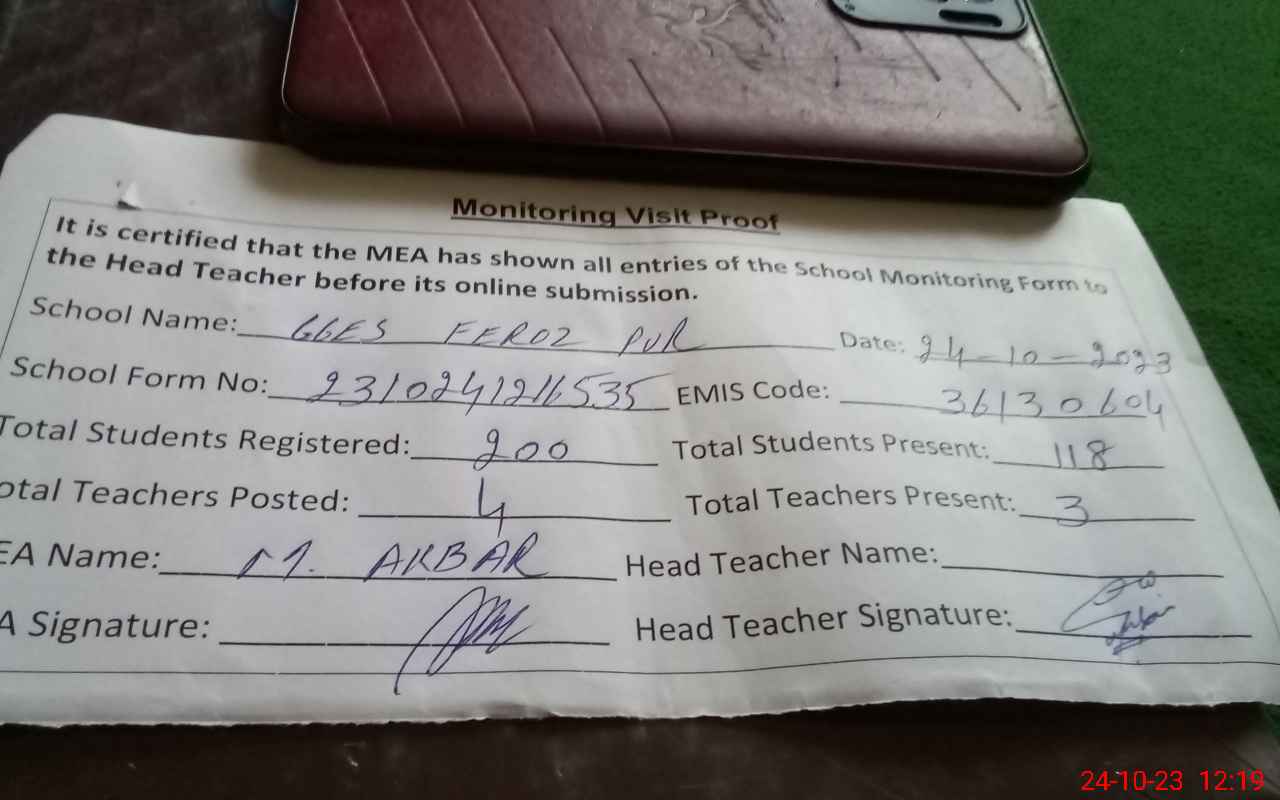 Monitoring Visit Proof
It is certified that the MEA has shown all entries of the School Monitoring Form to
the Head Teacher before its online submission.
School Name: GGES FEROZ PUR Date: 24-10-2023
School Form No: 2310241216535 EMIS Code: 36130604
Total Students Registered: 200 Total Students Present: 118
otal Teachers Posted: 4 Total Teachers Present: 3
EA Name: M. AKBAR Head Teacher Name:
A Signature: Head Teacher Signature:
24-10-23 12:19